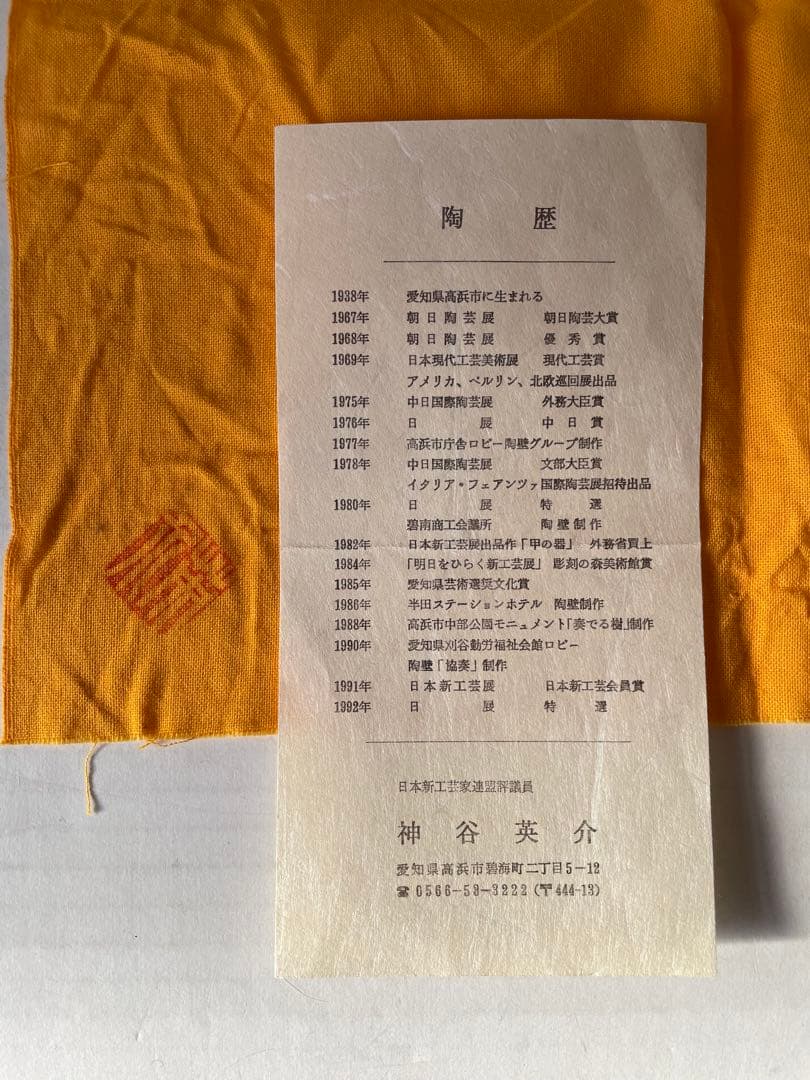 陶歴
1938年 愛知県高浜市に生まれる
1967年 朝日陶芸展 朝日陶芸大賞
1968年 朝日陶芸展 優秀賞
1969年 日本現代工芸美術展 現代工芸賞
アメリカ、ベルリン、北欧巡回展出品
1975年 中日国際陶芸展 外務大臣賞
1976年 日展 中日賞
1977年 高浜市庁舎ロビー陶壁グループ制作
1978年 中日国際陶芸展 文部大臣賞
イタリア・フェアンツァ国際陶芸展招待出品
1980年 日展 特選
碧南商工会議所 陶壁制作
1982年 日本新工芸展出品作「甲の器」 外務省買上
1984年 「明日をひらく新工芸展」 彫刻の森美術館賞
1985年 愛知県芸術選奨文化賞
1986年 半田ステーションホテル 陶壁制作
1988年 高浜市中部公園モニュメント「奏でる樹」制作
1990年 愛知県刈谷勤労福祉会館ロビー
陶壁「協奏」制作
1991年 日本新工芸展 日本新工芸会員賞
1992年 日展 特選
日本新工芸家連盟評議員
神谷英介
愛知県高浜市碧海町二丁目5-12
☎0566-53-3222(〒444-13)